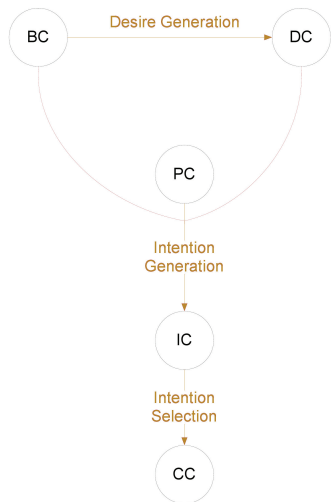 Desire Generation
BC
DC
PC
Intention
Generation
IC
Intention
Selection
CC